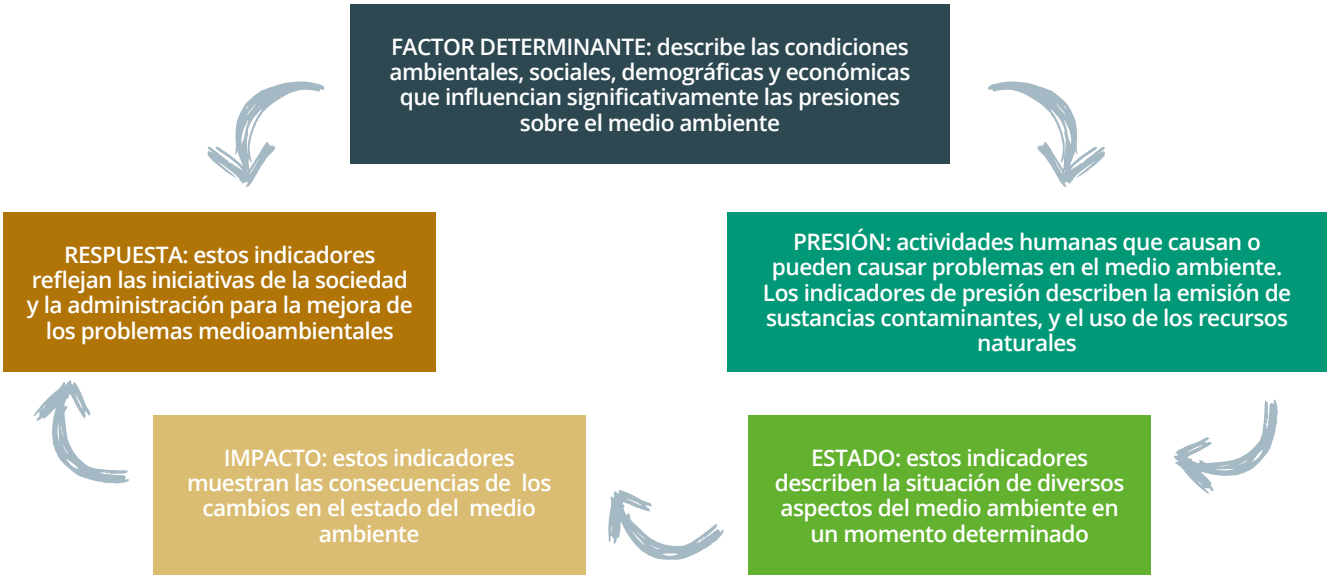 FACTOR DETERMINANTE: describe las condiciones
ambientales, sociales, demográficas y económicas
que influencian significativamente las presiones
sobre el medio ambiente
RESPUESTA: estos indicadores
reflejan las iniciativas de la sociedad
y la administración para la mejora de
los problemas medioambientales
PRESIÓN: actividades humanas que causan o
pueden causar problemas en el medio ambiente.
Los indicadores de presión describen la emisión de
sustancias contaminantes, y el uso de los recursos
naturales
IMPACTO: estos indicadores
muestran las consecuencias de los
cambios en el estado del medio
ambiente
ESTADO: estos indicadores
describen la situación de diversos
aspectos del medio ambiente en
un momento determinado